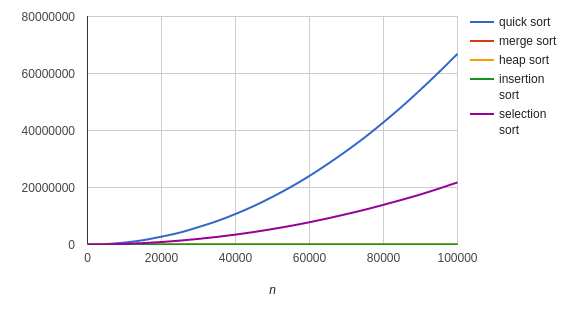 80000000
60000000
40000000
20000000
0
0 20000 40000 60000 80000 100000
n
quick sort
merge sort
heap sort
insertion
sort
selection
sort